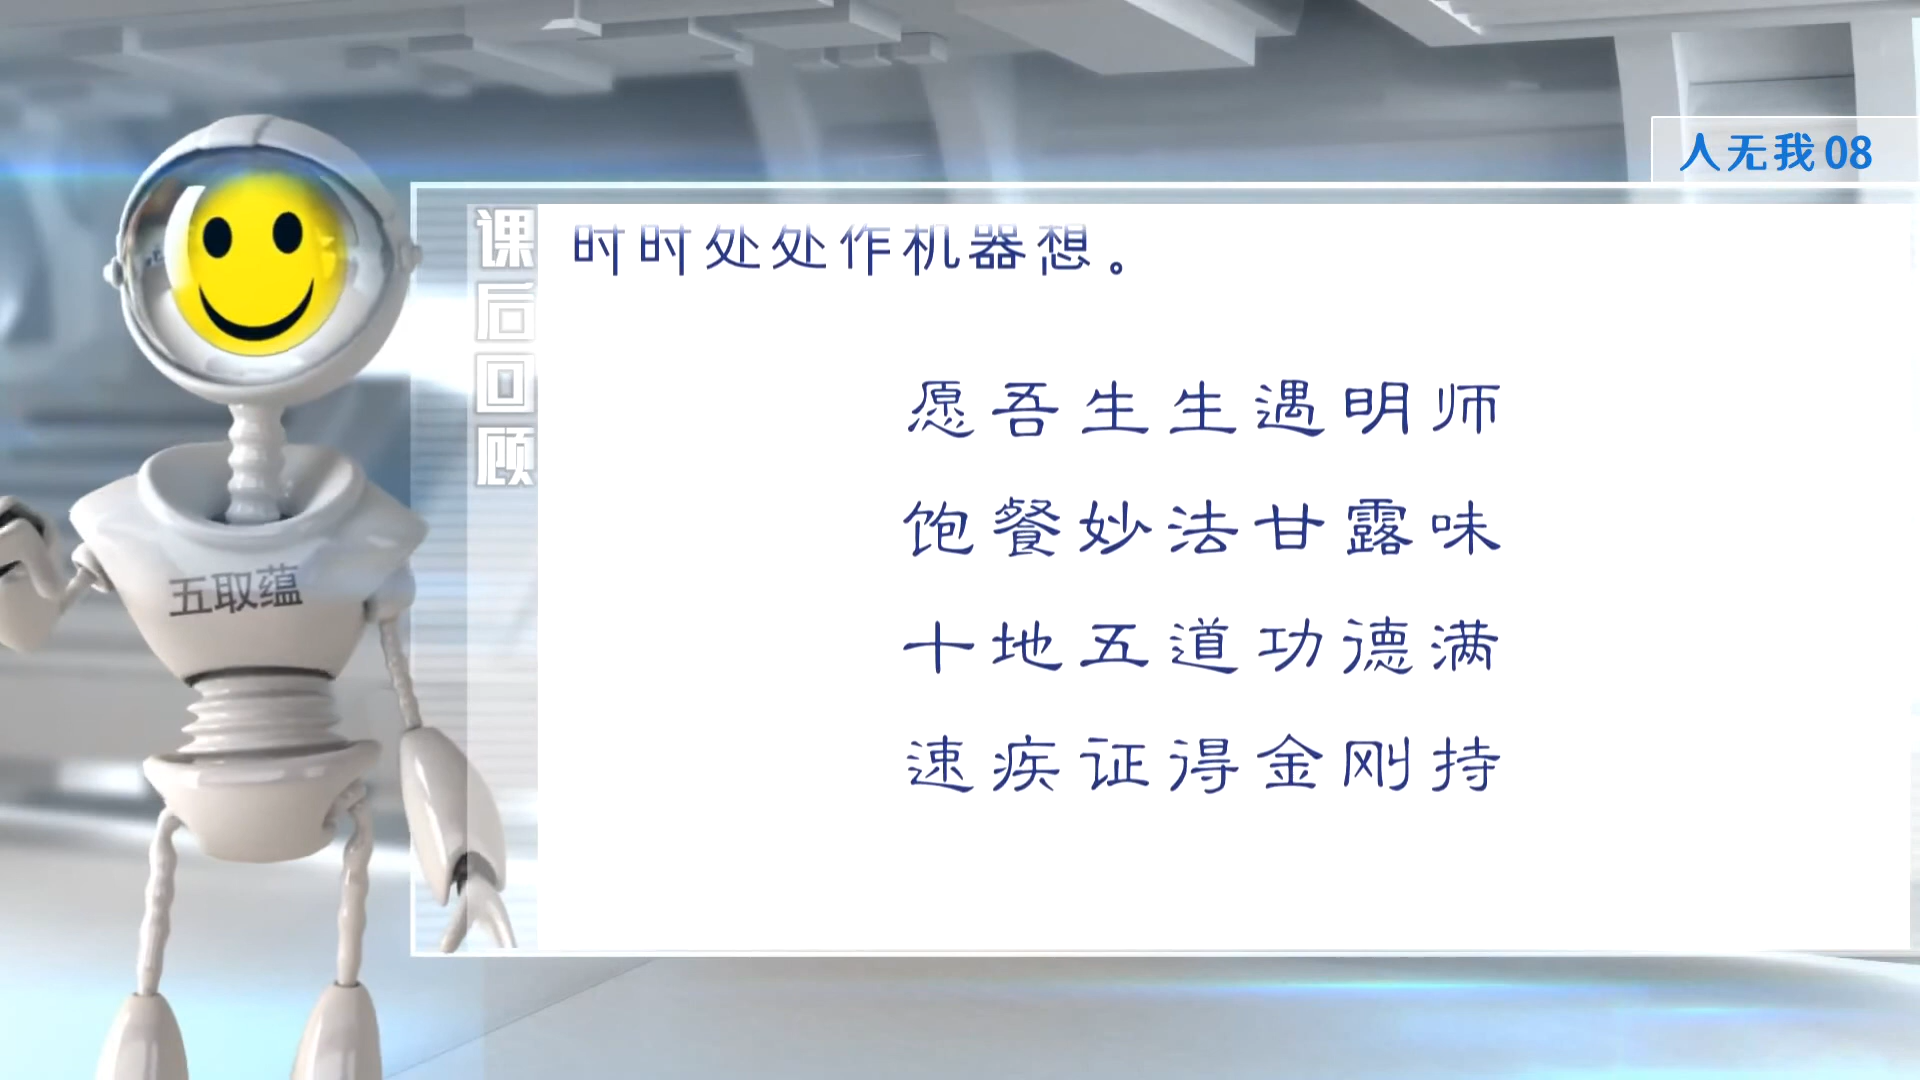 人无我08
课后回顾
时时处处作机器想。
愿吾生生遇明师
饱餐妙法甘露味
十地五道功德满
速疾证得金刚持
五取蕴